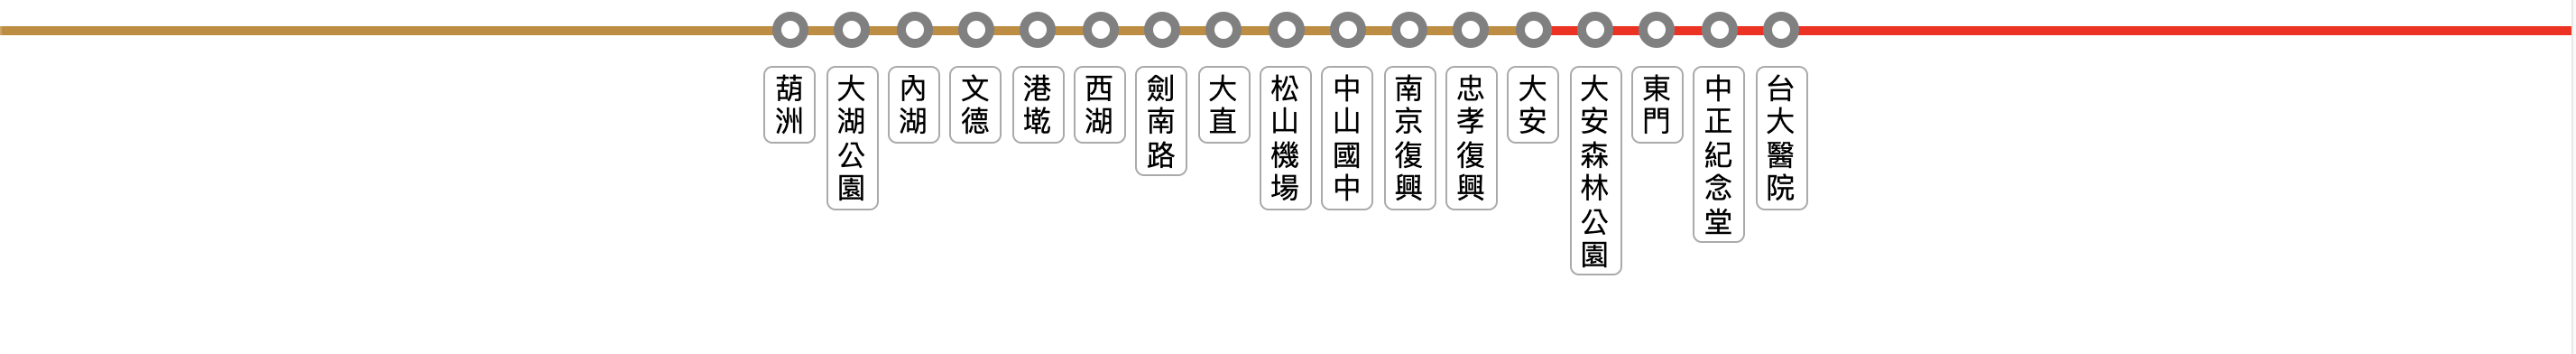 葫洲
大湖公園
內湖
文德
港墘
西湖
劍南路
大直
松山機場
中山國中
南京復興
忠孝復興
大安
大安森林公園
東門
中正紀念堂
台大醫院